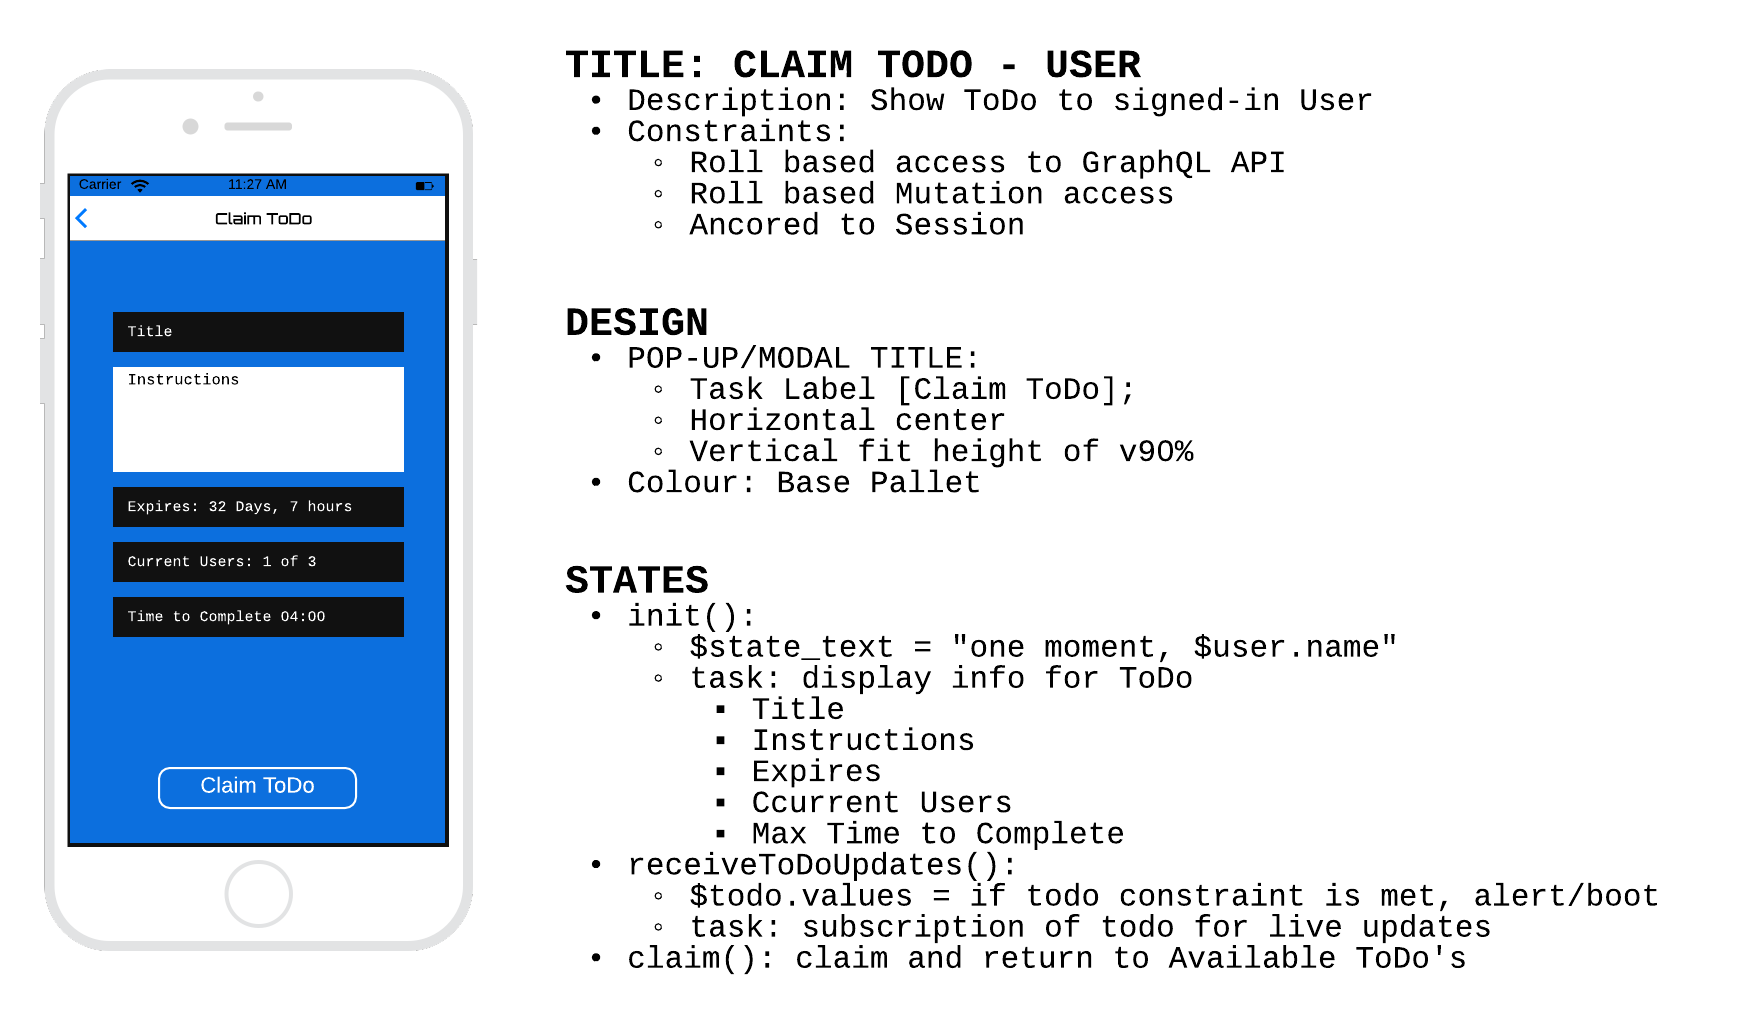 Carrier 11:27 AM
Claim ToDo
Title
Instructions
Expires: 32 Days, 7 hours
Current Users: 1 of 3
Time to Complete 04:00
Claim ToDo
TITLE: CLAIM TODO - USER
• Description: Show ToDo to signed-in User
• Constraints:
◦ Roll based access to GraphQL API
◦ Roll based Mutation access
◦ Ancored to Session
DESIGN
• POP-UP/MODAL TITLE:
◦ Task Label [Claim ToDo];
◦ Horizontal center
◦ Vertical fit height of v90%
• Colour: Base Pallet
STATES
• init():
◦ $state_text = "one moment, $user.name"
◦ task: display info for ToDo
▪ Title
▪ Instructions
▪ Expires
▪ Ccurrent Users
▪ Max Time to Complete
• receiveToDoUpdates():
◦ $todo.values = if todo constraint is met, alert/boot
◦ task: subscription of todo for live updates
• claim(): claim and return to Available ToDo's